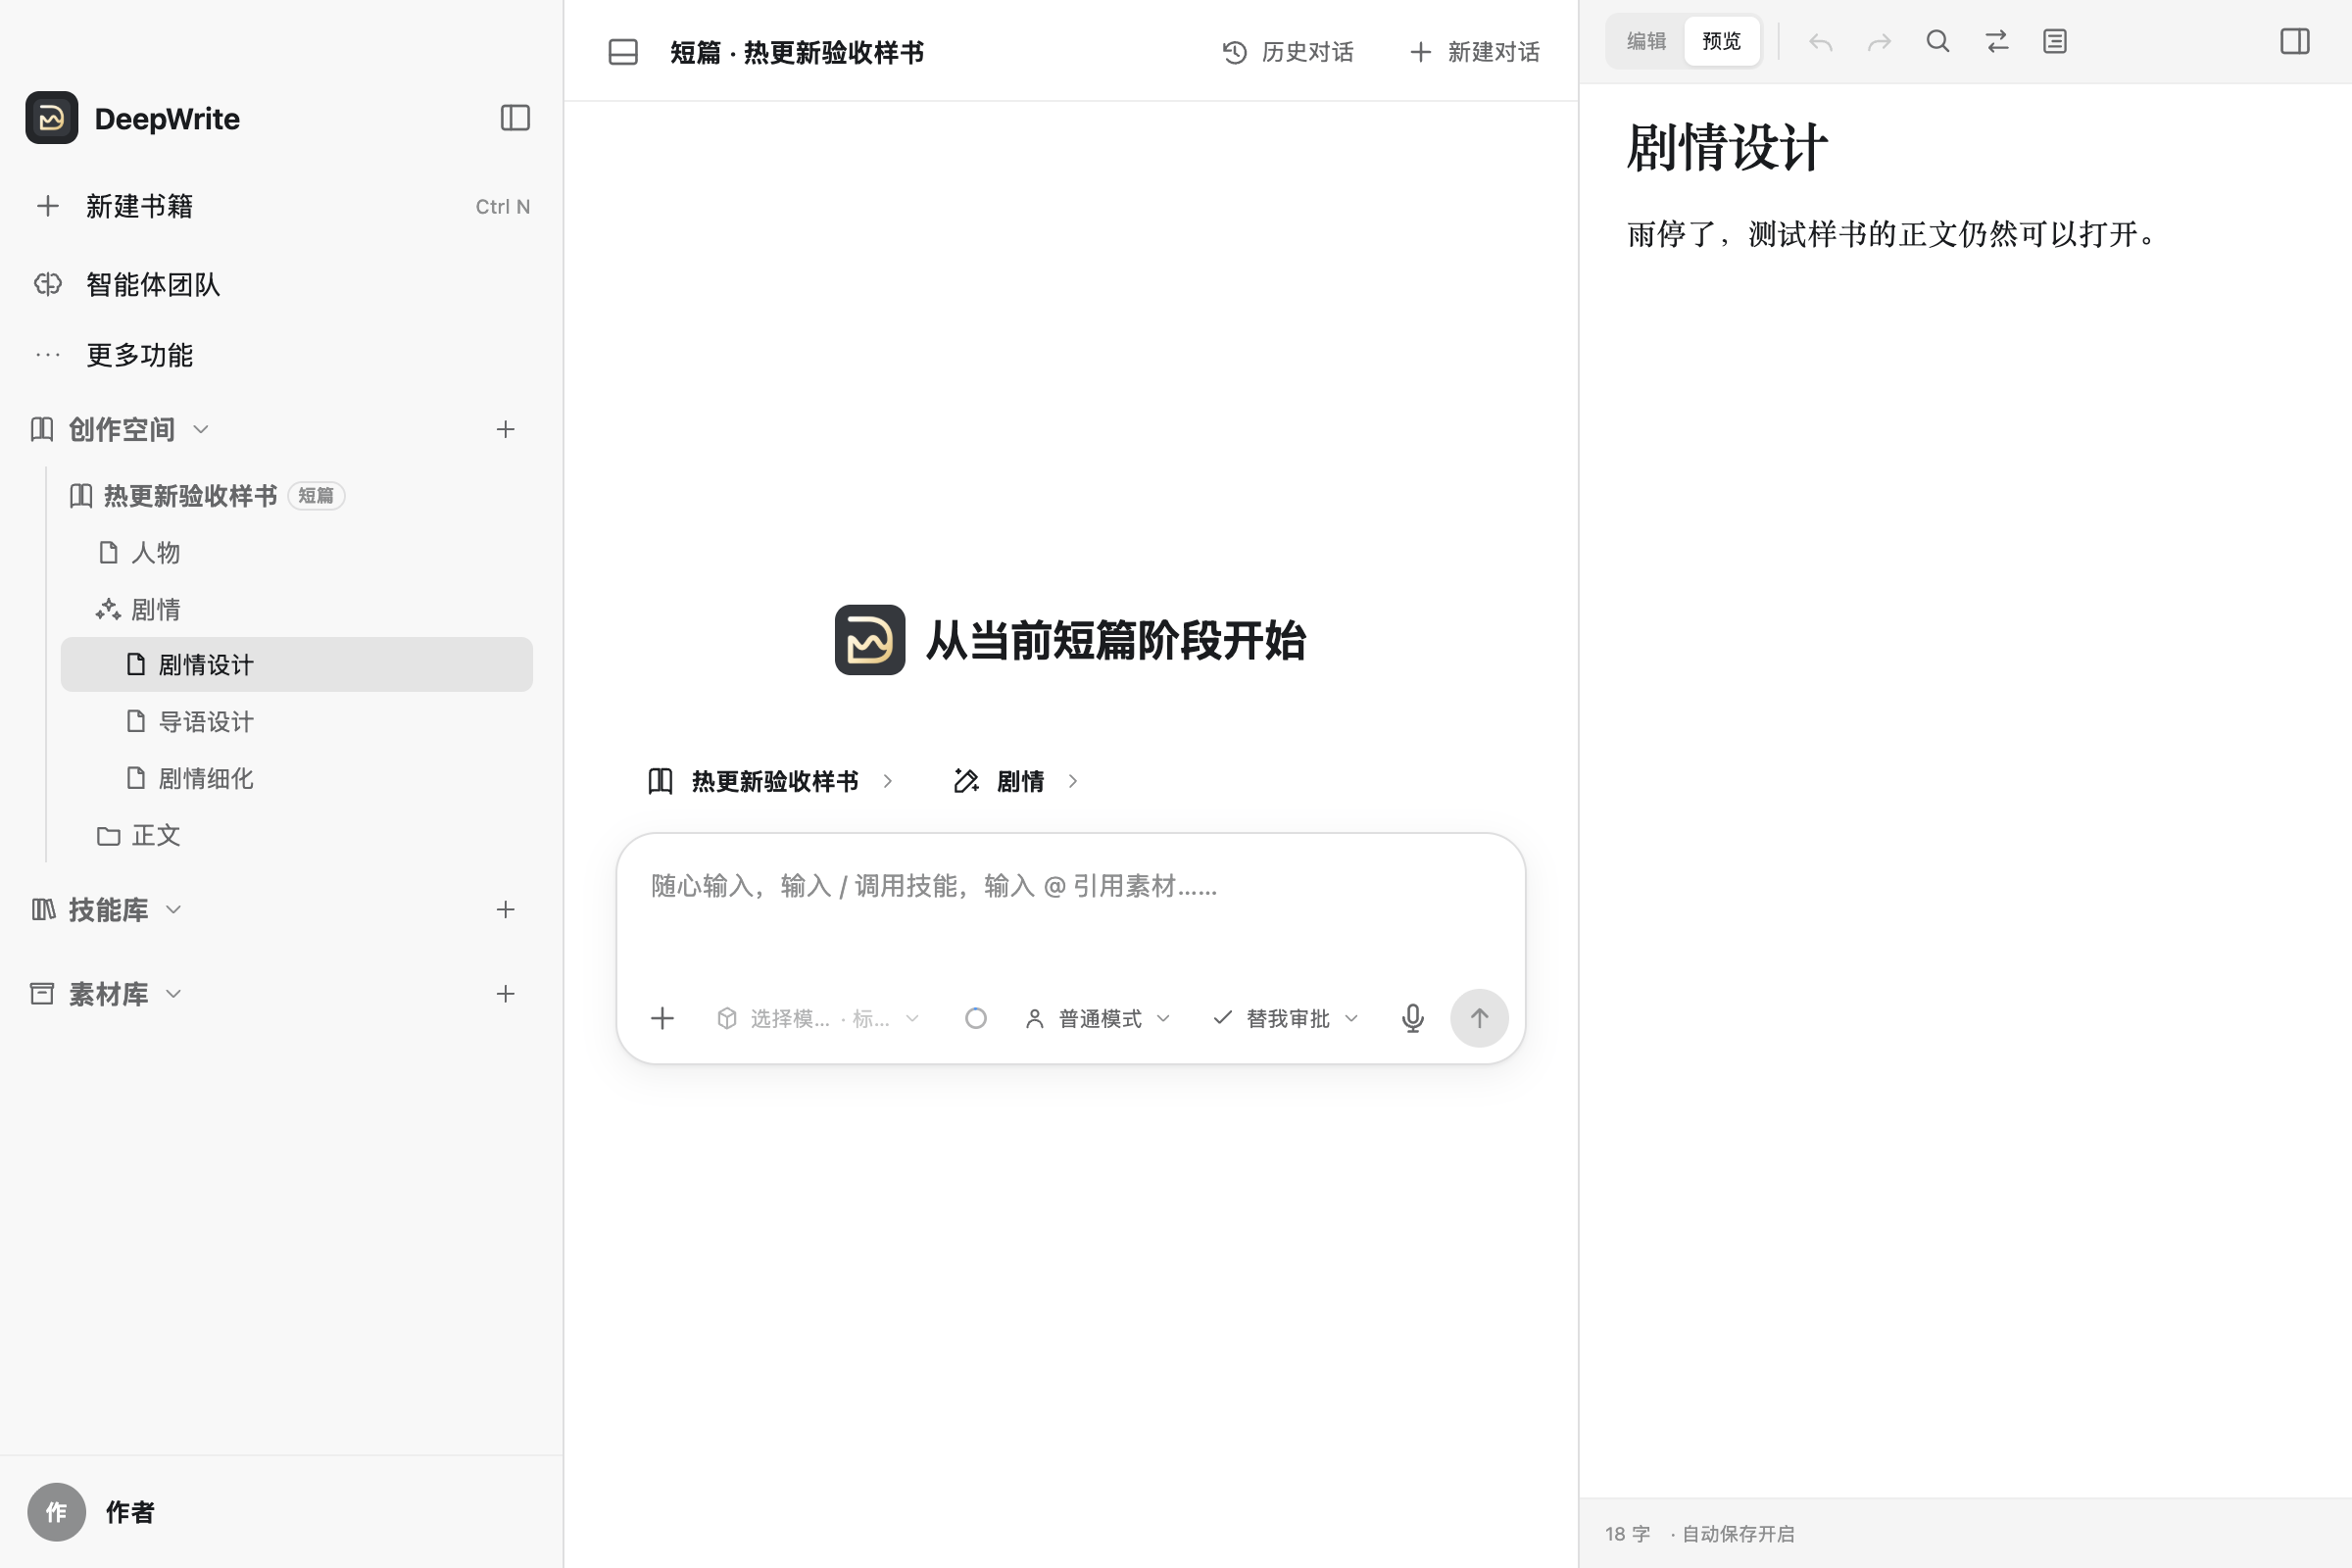 DeepWrite
新建书籍 Ctrl N
智能体团队
更多功能
创作空间
热更新验收样书 短篇
人物
剧情
剧情设计
导语设计
剧情细化
正文
技能库
素材库
作 作者
短篇 · 热更新验收样书 历史对话 新建对话
从当前短篇阶段开始
热更新验收样书 剧情
随心输入，输入 / 调用技能，输入 @ 引用素材……
选择模... · 标... 普通模式 替我审批
编辑 预览
剧情设计
雨停了，测试样书的正文仍然可以打开。
18 字 · 自动保存开启